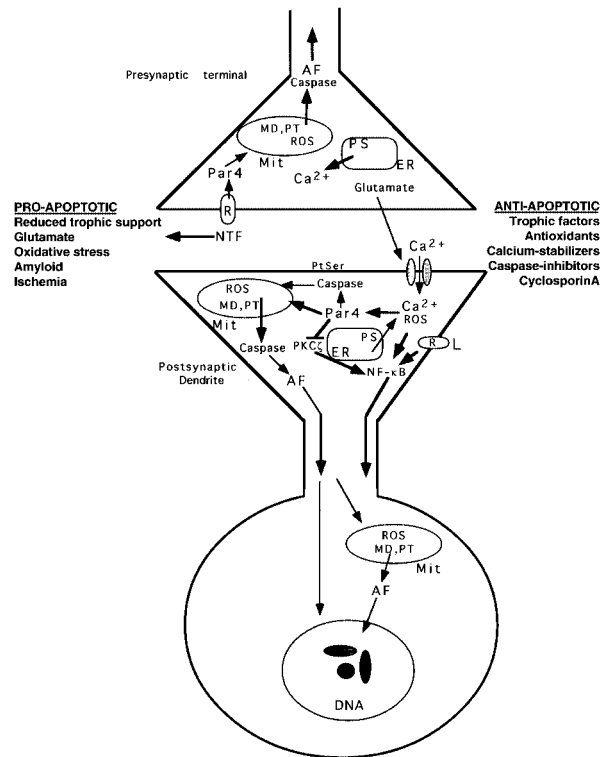 AF
Caspase
Presynaptic terminal
MD,PT
ROS
Mit
PS
ER
Ca2+
Par4
Glutamate
R
NTF
PRO-APOPTOTIC
Reduced trophic support
Glutamate
Oxidative stress
Amyloid
Ischemia
ANTI-APOPTOTIC
Trophic factors
Antioxidants
Calcium-stabilizers
Caspase-inhibitors
CyclosporinA
Ca2+
PtSer
ROS
MD,PT
Mit
Caspase
Par4
Ca2+
ROS
PS
ER
PKCζ
R L
NF-κB
Caspase
AF
Postsynaptic
Dendrite
ROS
MD,PT
Mit
AF
DNA